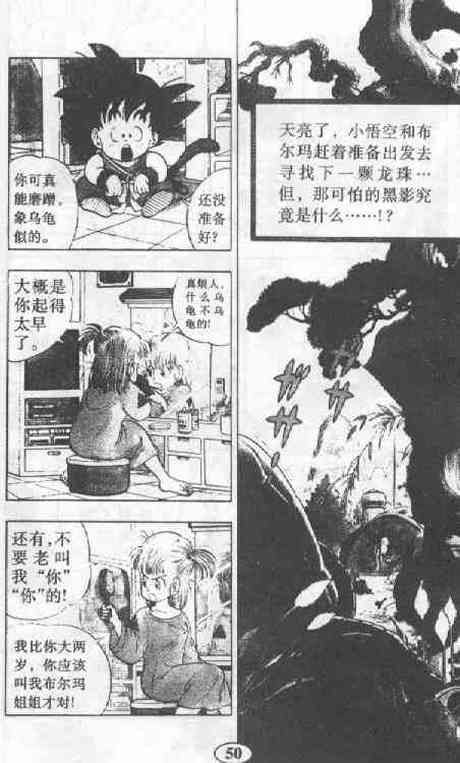 天亮了，小悟空和布
尔玛赶着准备出发去
寻找下一颗龙珠…
但，那可怕的黑影究
竟是什么……!?
还没
准备
好?
你可真
能磨蹭，
象乌龟
似的。
真烦人，
什么乌
龟不乌
龟的!
大概是
你起得
太早
了。
还有，不
要老叫
我“你”
“你”的!
我比你大两
岁，你应该
叫我布尔玛
姐姐才对!
ガ
ガ
ガ
50